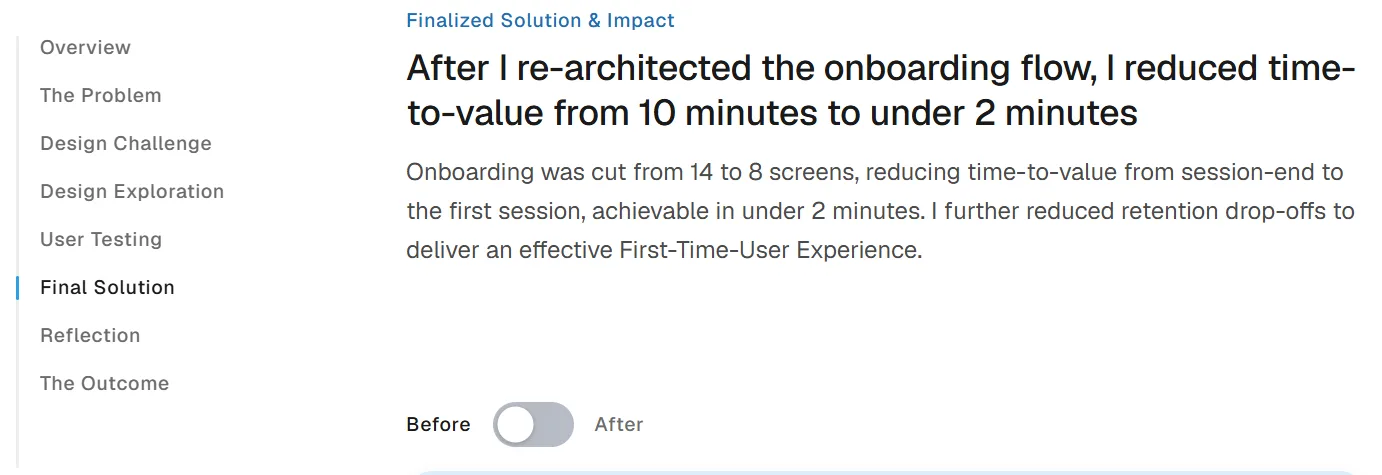 Overview
The Problem
Design Challenge
Design Exploration
User Testing
Final Solution
Reflection
The Outcome
Finalized Solution & Impact
After I re-architected the onboarding flow, I reduced time-
to-value from 10 minutes to under 2 minutes
Onboarding was cut from 14 to 8 screens, reducing time-to-value from session-end to
the first session, achievable in under 2 minutes. I further reduced retention drop-offs to
deliver an effective First-Time-User Experience.
Before
After